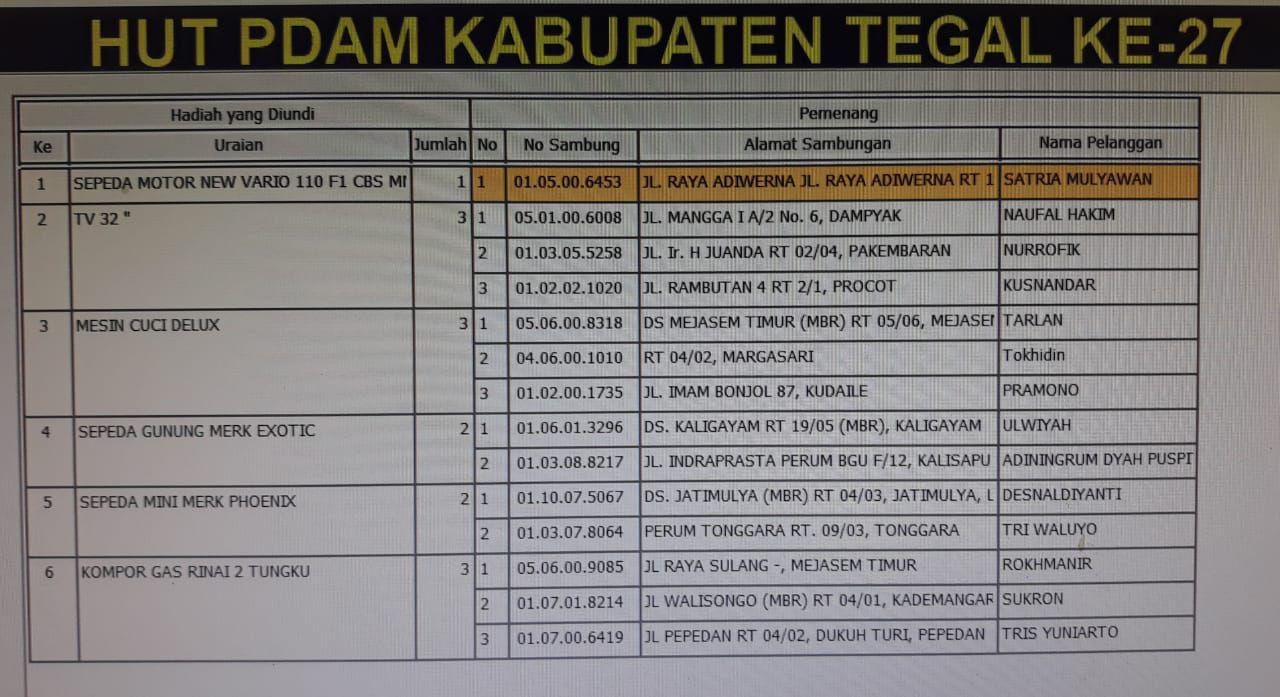 HUT PDAM KABUPATEN TEGAL KE-27
Hadiah yang Diundi Pemenang
Ke Uraian Jumlah No No Sambung Alamat Sambungan Nama Pelanggan
1 SEPEDA MOTOR NEW VARIO 110 F1 CBS MI 1 1 01.05.00.6453 JL. RAYA ADIWERNA JL. RAYA ADIWERNA RT 1 SATRIA MULYAWAN
2 TV 32 " 3 1 05.01.00.6008 JL. MANGGA I A/2 No. 6, DAMPYAK NAUFAL HAKIM
2 01.03.05.5258 JL. Ir. H JUANDA RT 02/04, PAKEMBARAN NURROFIK
3 01.02.02.1020 JL. RAMBUTAN 4 RT 2/1, PROCOT KUSNANDAR
3 MESIN CUCI DELUX 3 1 05.06.00.8318 DS MEJASEM TIMUR (MBR) RT 05/06, MEJASEI TARLAN
2 04.06.00.1010 RT 04/02, MARGASARI Tokhidin
3 01.02.00.1735 JL. IMAM BONJOL 87, KUDAILE PRAMONO
4 SEPEDA GUNUNG MERK EXOTIC 2 1 01.06.01.3296 DS. KALIGAYAM RT 19/05 (MBR), KALIGAYAM ULWIYAH
2 01.03.08.8217 JL. INDRAPRASTA PERUM BGU F/12, KALISAPU ADININGRUM DYAH PUSPI
5 SEPEDA MINI MERK PHOENIX 2 1 01.10.07.5067 DS. JATIMULYA (MBR) RT 04/03, JATIMULYA, L DESNALDIYANTI
2 01.03.07.8064 PERUM TONGGARA RT. 09/03, TONGGARA TRI WALUYO
6 KOMPOR GAS RINAI 2 TUNGKU 3 1 05.06.00.9085 JL RAYA SULANG -, MEJASEM TIMUR ROKHMANIR
2 01.07.01.8214 JL WALISONGO (MBR) RT 04/01, KADEMANGAR SUKRON
3 01.07.00.6419 JL PEPEDAN RT 04/02, DUKUH TURI, PEPEDAN TRIS YUNIARTO